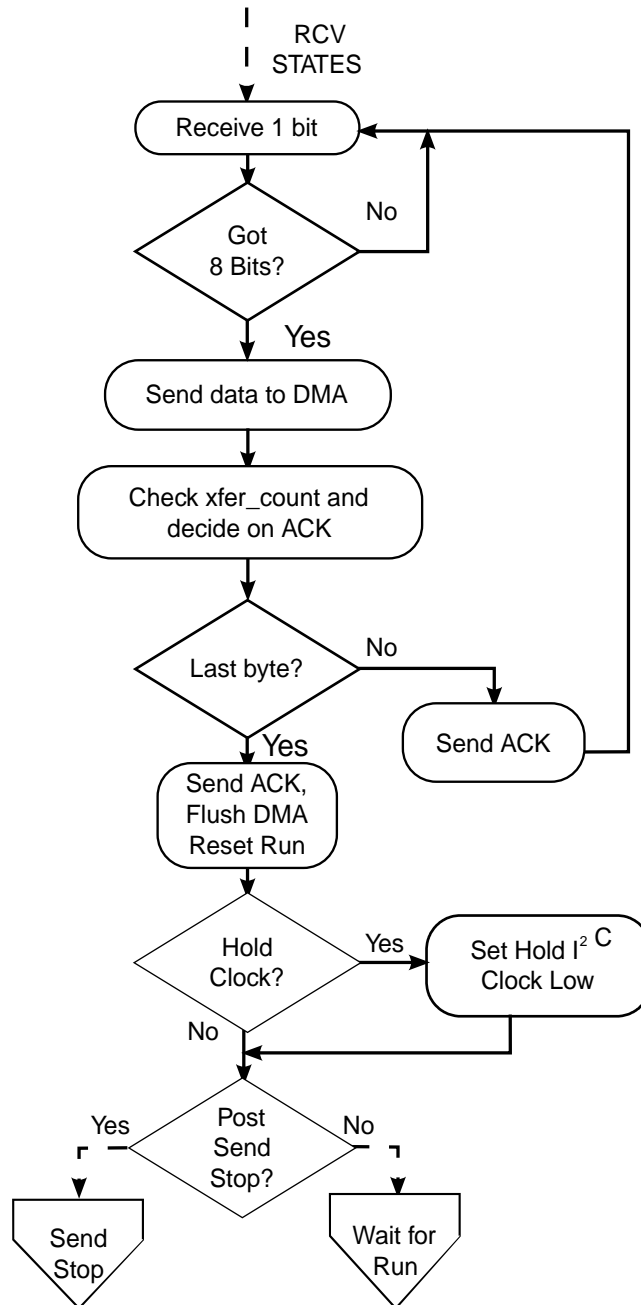 RCV
STATES
Receive 1 bit
No
Got
8 Bits?
Yes
Send data to DMA
Check xfer_count and
decide on ACK
No
Last byte?
Send ACK
Yes
Send ACK,
Flush DMA
Reset Run
Hold
Clock?
Yes
Set Hold I² C
Clock Low
No
Yes
Post
Send
Stop?
No
Send
Stop
Wait for
Run